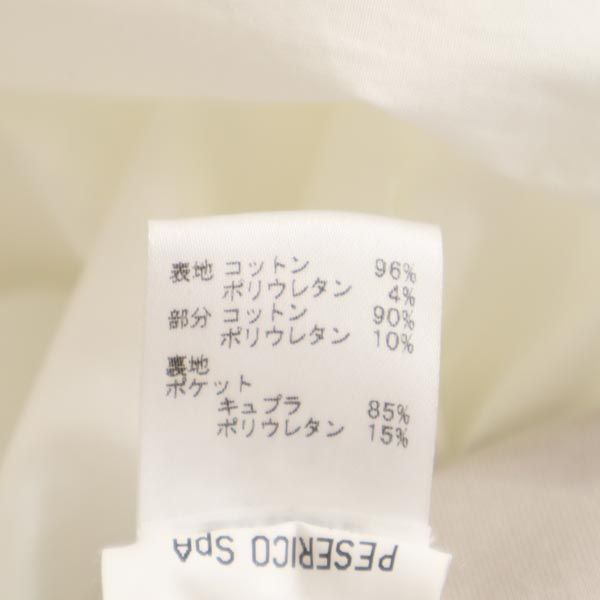 表地 コットン 96%
ポリウレタン 4%
部分 コットン 90%
ポリウレタン 10%
裏地
ポケット
キュプラ 85%
ポリウレタン 15%
PESERICO SpA